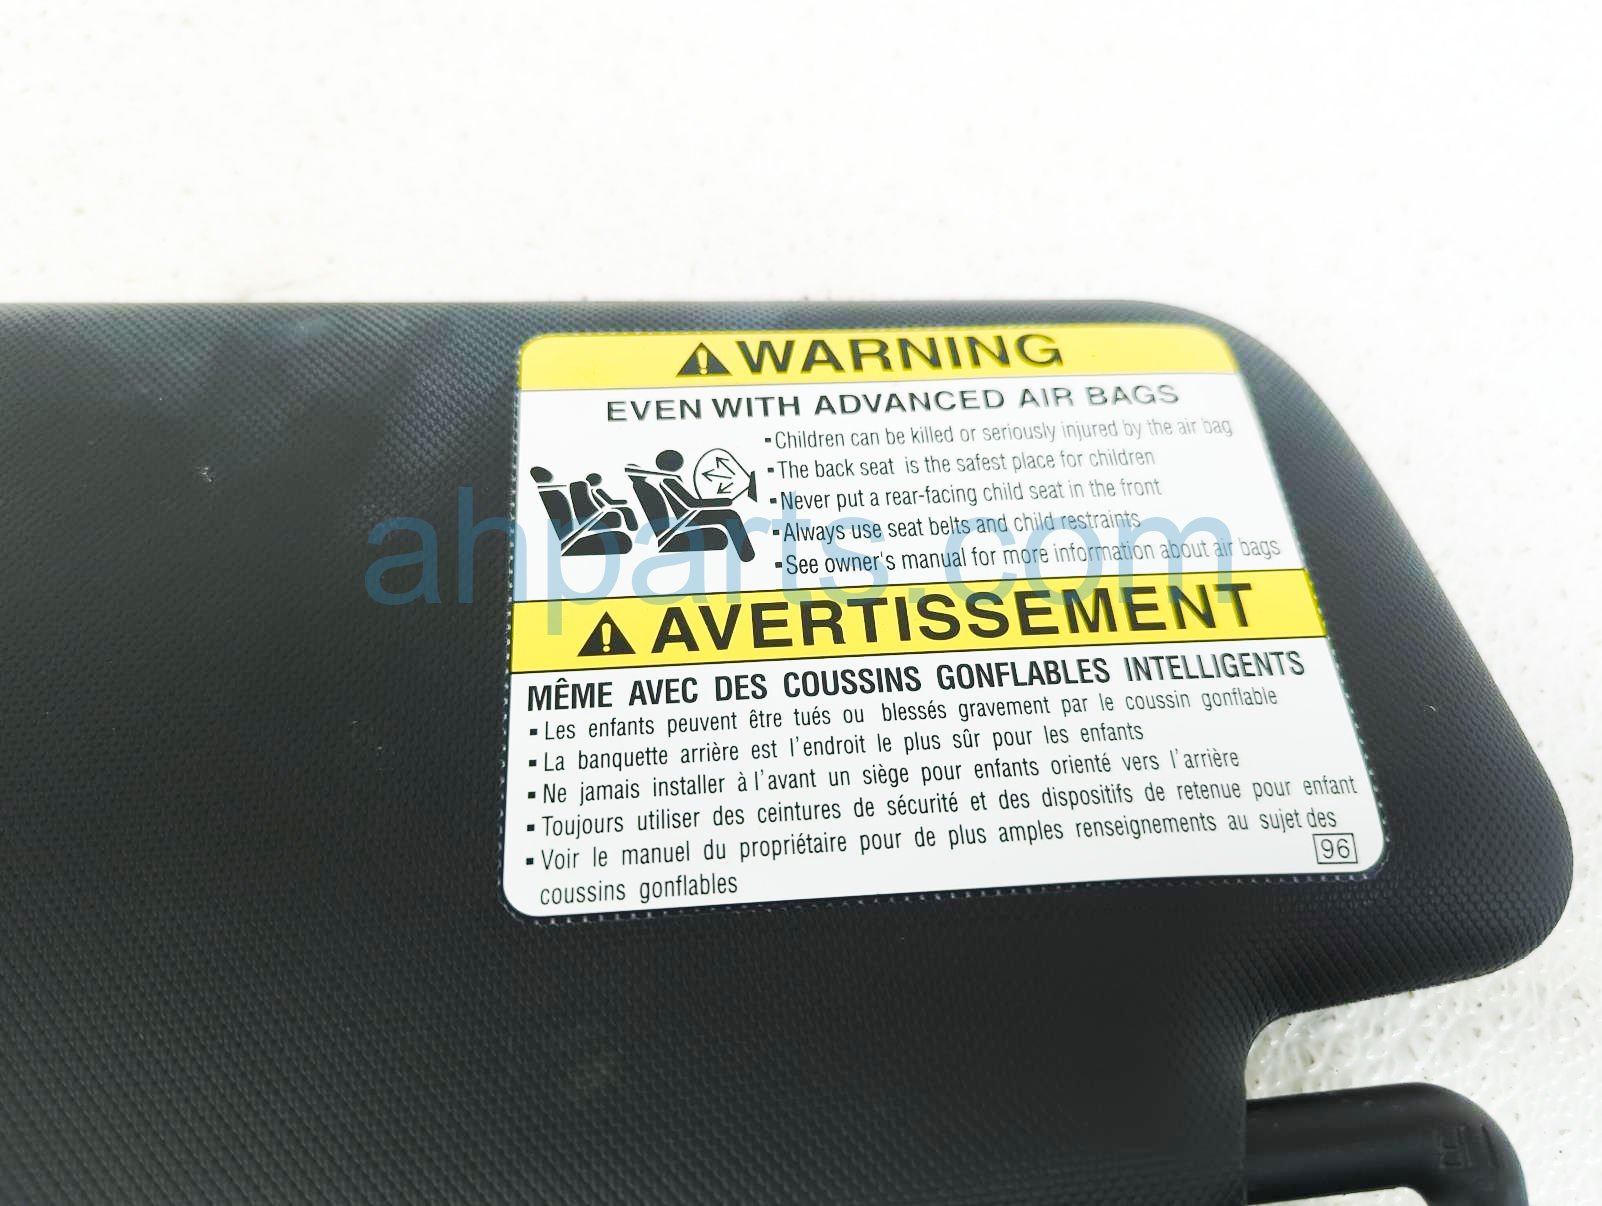 WARNING
EVEN WITH ADVANCED AIR BAGS
▪Children can be killed or seriously injured by the air bag
▪The back seat is the safest place for children
▪Never put a rear-facing child seat in the front
▪Always use seat belts and child restraints
▪See owner's manual for more information about air bags
ahparts.com
AVERTISSEMENT
MÊME AVEC DES COUSSINS GONFLABLES INTELLIGENTS
▪Les enfants peuvent être tués ou blessés gravement par le coussin gonflable
▪La banquette arrière est l'endroit le plus sûr pour les enfants
▪Ne jamais installer à l'avant un siège pour enfants orienté vers l'arrière
▪Toujours utiliser des ceintures de sécurité et des dispositifs de retenue pour enfant
▪Voir le manuel du propriétaire pour de plus amples renseignements au sujet des
coussins gonflables
96